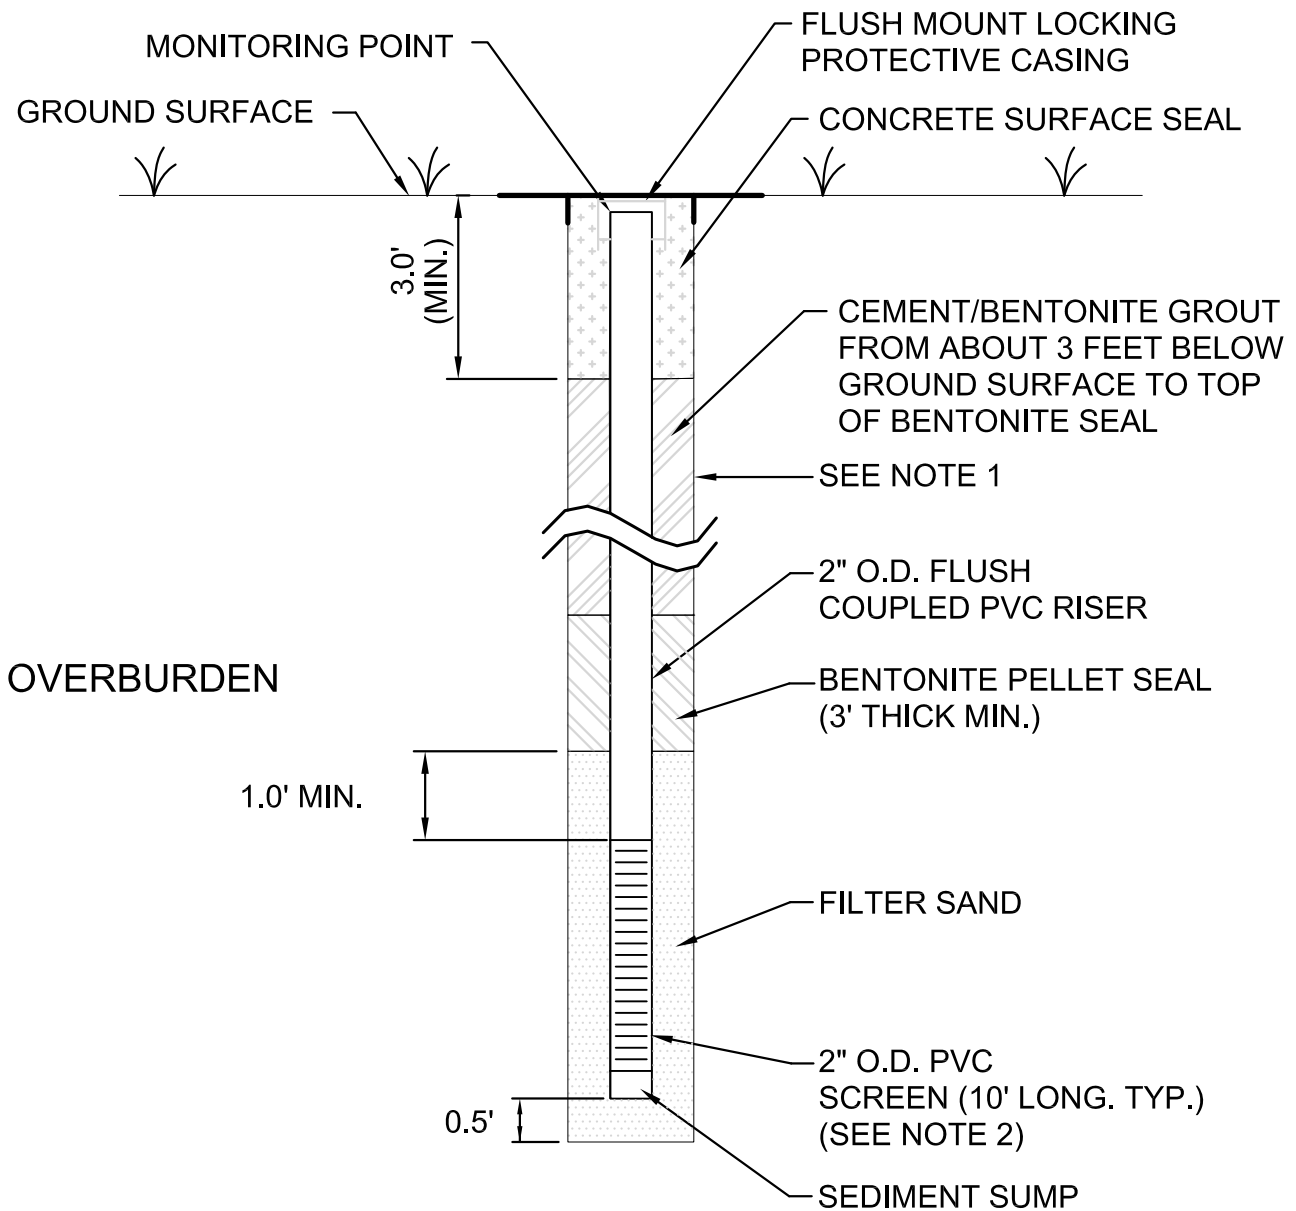 FLUSH MOUNT LOCKING
PROTECTIVE CASING
MONITORING POINT
GROUND SURFACE
CONCRETE SURFACE SEAL
3.0'
(MIN.)
CEMENT/BENTONITE GROUT
FROM ABOUT 3 FEET BELOW
GROUND SURFACE TO TOP
OF BENTONITE SEAL
SEE NOTE 1
2" O.D. FLUSH
COUPLED PVC RISER
OVERBURDEN
BENTONITE PELLET SEAL
(3' THICK MIN.)
1.0' MIN.
FILTER SAND
2" O.D. PVC
SCREEN (10' LONG. TYP.)
(SEE NOTE 2)
0.5'
SEDIMENT SUMP